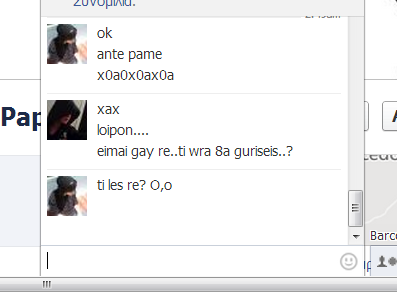 Συνομιλία.
ok
ante pame
x0a0x0ax0a
Pap
xax
loipon....
eimai gay re..ti wra 8a guriseis..?
ti les re? O,o
Barc